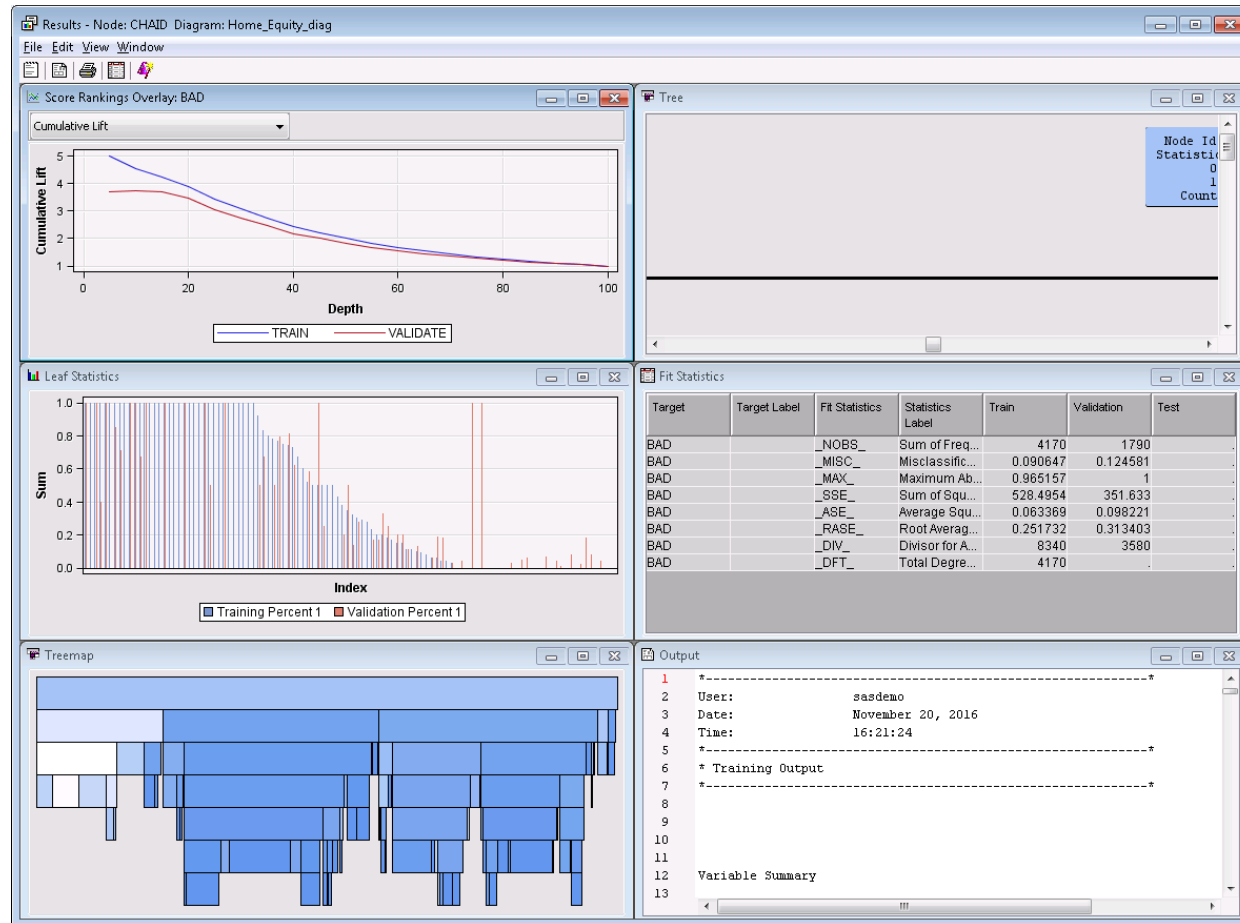 Results - Node: CHAID Diagram: Home_Equity_diag
File Edit View Window
Score Rankings Overlay: BAD
Cumulative Lift
Cumulative Lift
5
4
3
2
1
0 20 40 60 80 100
Depth
TRAIN VALIDATE
Tree
Node Id
Statistic
0
1
Count
Leaf Statistics
Sum
1.0
0.8
0.6
0.4
0.2
0.0
Index
Training Percent 1 Validation Percent 1
Fit Statistics
Target Target Label Fit Statistics Statistics Label Train Validation Test
BAD _NOBS_ Sum of Freq... 4170 1790 .
BAD _MISC_ Misclassific... 0.090647 0.124581 .
BAD _MAX_ Maximum Ab... 0.965157 1 .
BAD _SSE_ Sum of Squ... 528.4954 351.633 .
BAD _ASE_ Average Squ... 0.063369 0.098221 .
BAD _RASE_ Root Averag... 0.251732 0.313403 .
BAD _DIV_ Divisor for A... 8340 3580 .
BAD _DFT_ Total Degre... 4170 . .
Treemap
Output
1 *------------------------------------------------------------*
2 User: sasdemo
3 Date: November 20, 2016
4 Time: 16:21:24
5 *------------------------------------------------------------*
6 * Training Output
7 *------------------------------------------------------------*
8
9
10
11
12 Variable Summary
13